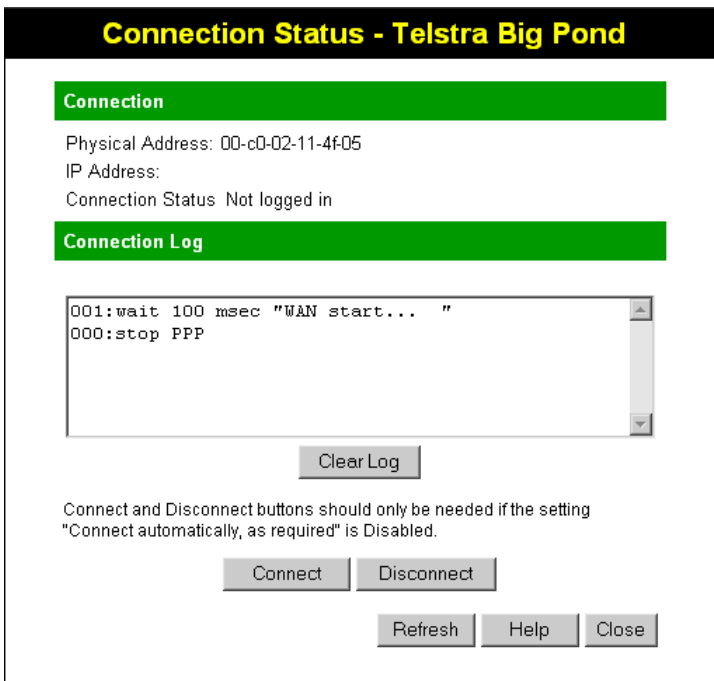 Connection Status - Telstra Big Pond
Connection
Physical Address: 00-c0-02-11-4f-05
IP Address:
Connection Status Not logged in
Connection Log
001:wait 100 msec "WAN start...  "
000:stop PPP
Clear Log
Connect and Disconnect buttons should only be needed if the setting
"Connect automatically, as required" is Disabled.
Connect Disconnect
Refresh Help Close